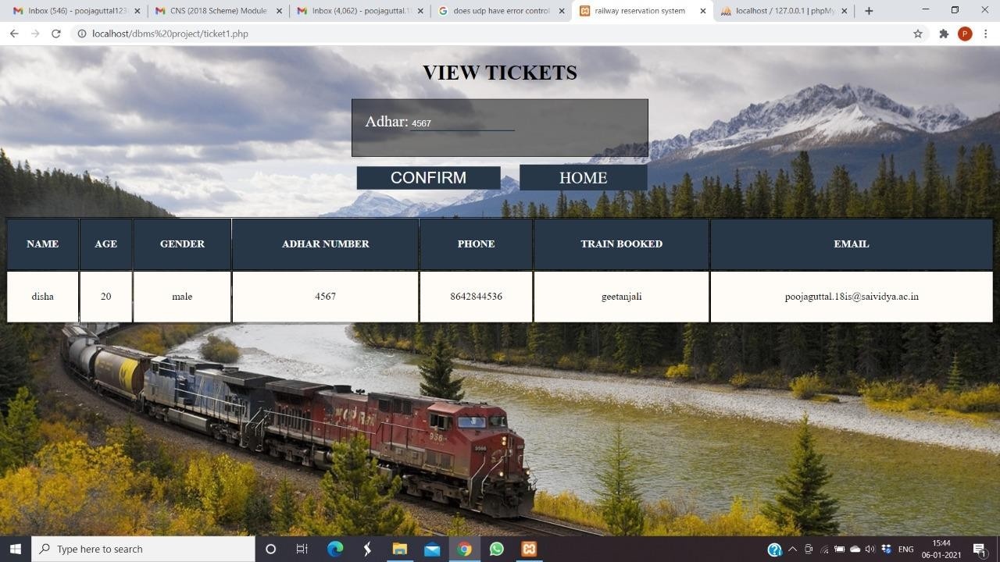 Inbox (546) - poojaguttal123
CNS (2018 Scheme) Module
Inbox (4,062) - poojaguttal.1
does udp have error control
railway reservation system
localhost / 127.0.0.1 | phpMy
localhost/dbms%20project/ticket1.php
P
VIEW TICKETS
Adhar: 4567
CONFIRM HOME
NAME AGE GENDER ADHAR NUMBER PHONE TRAIN BOOKED EMAIL
disha 20 male 4567 8642844536 geetanjali poojaguttal.18is@saividya.ac.in
Type here to search
ENG
15:44
06-01-2021
1